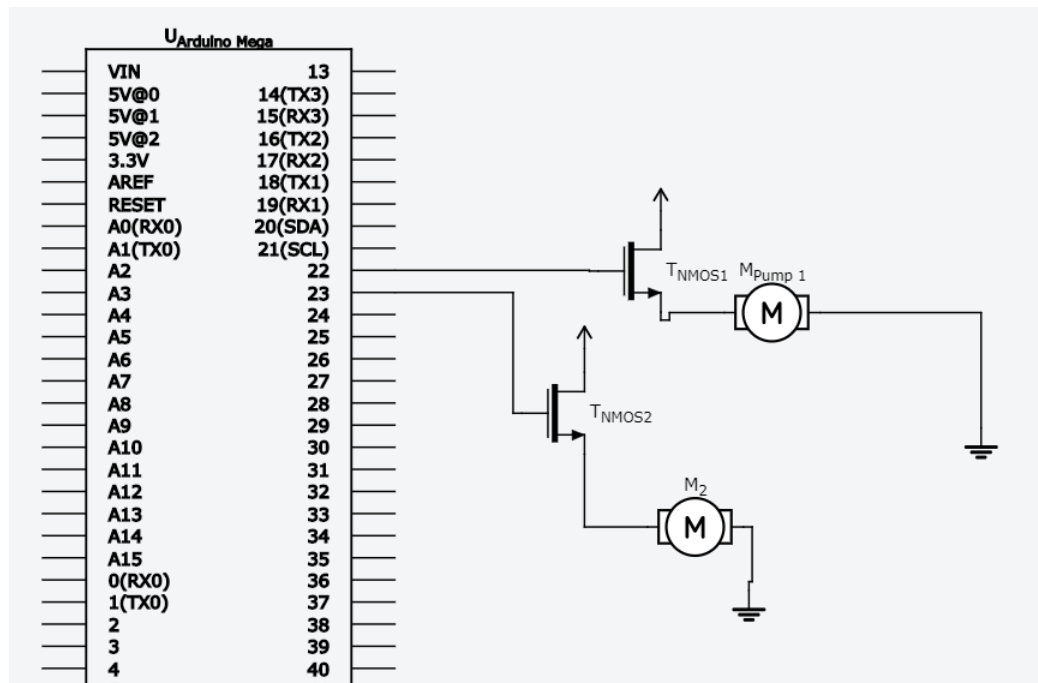 U Arduino Mega
VIN 13
5V@0 14(TX3)
5V@1 15(RX3)
5V@2 16(TX2)
3.3V 17(RX2)
AREF 18(TX1)
RESET 19(RX1)
A0(RX0) 20(SDA)
A1(TX0) 21(SCL)
A2 22
A3 23
A4 24
A5 25
A6 26
A7 27
A8 28
A9 29
A10 30
A11 31
A12 32
A13 33
A14 34
A15 35
0(RX0) 36
1(TX0) 37
2 38
3 39
4 40
TNMOS1
MPump 1
M
TNMOS2
M2
M